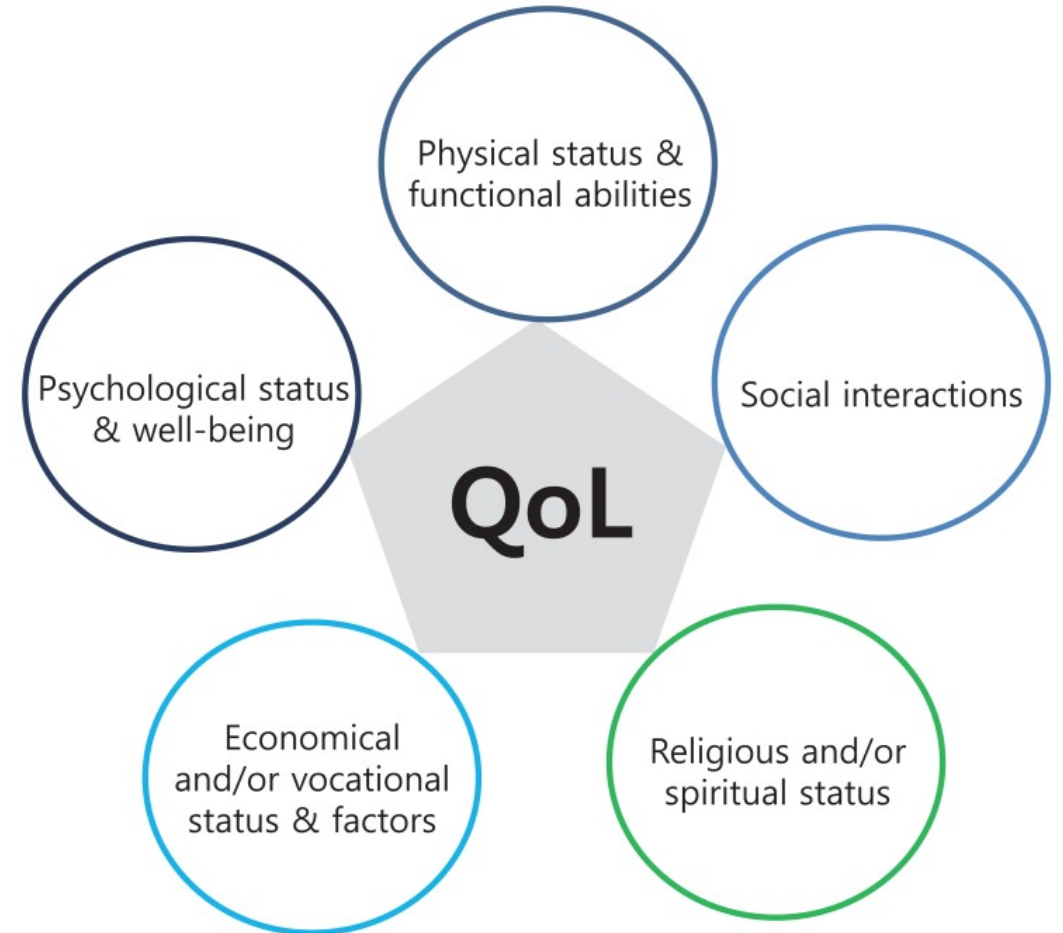 Physical status &
functional abilities
Psychological status
& well-being
Social interactions
QoL
Economical
and/or vocational
status & factors
Religious and/or
spiritual status